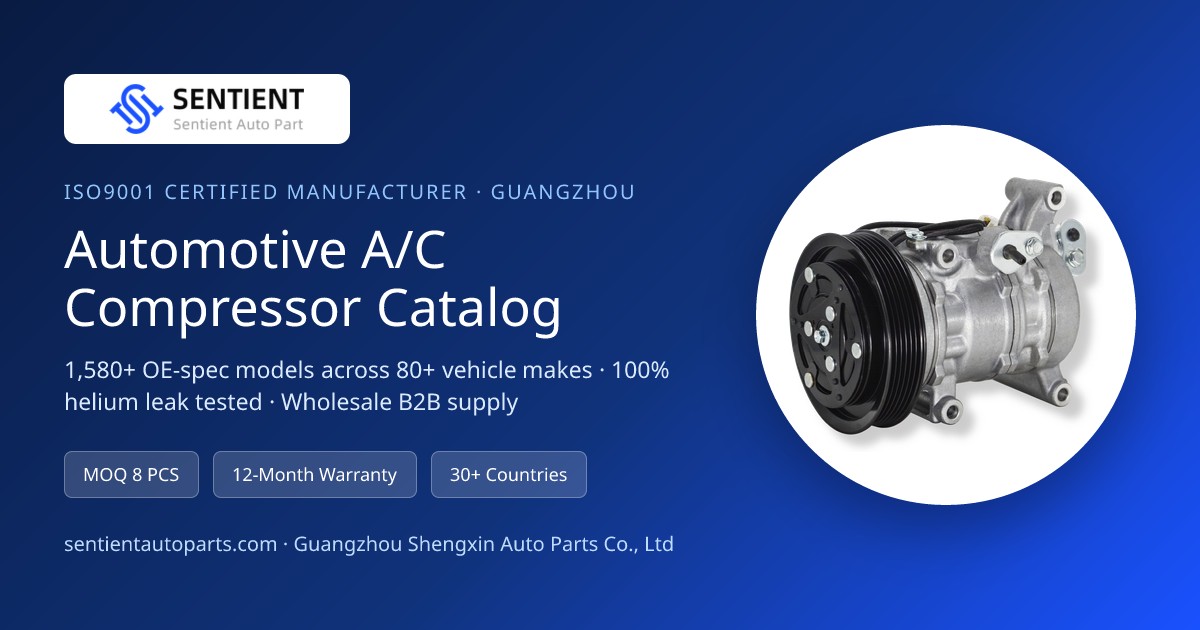 SENTIENT
Sentient Auto Part
ISO9001 CERTIFIED MANUFACTURER · GUANGZHOU
Automotive A/C
Compressor Catalog
1,580+ OE-spec models across 80+ vehicle makes · 100%
helium leak tested · Wholesale B2B supply
MOQ 8 PCS
12-Month Warranty
30+ Countries
sentientautoparts.com · Guangzhou Shengxin Auto Parts Co., Ltd